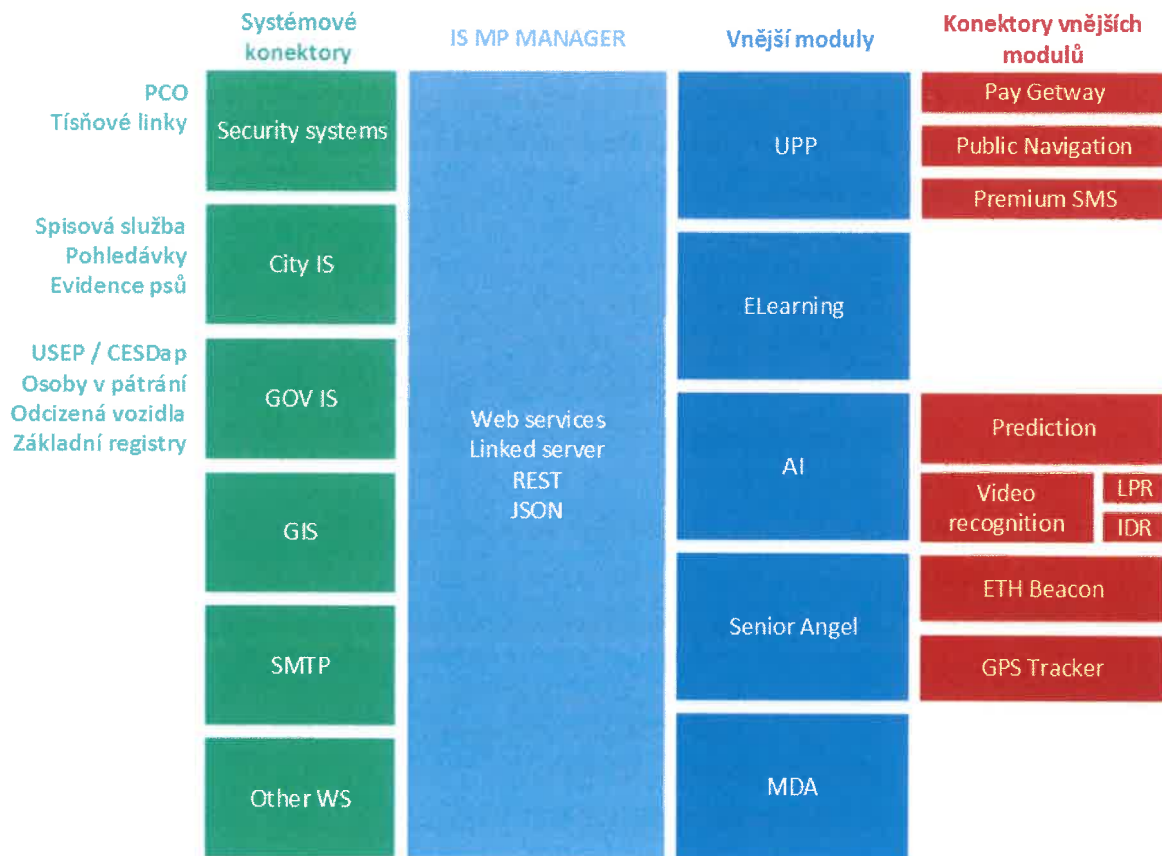 Systémové
konektory
IS MP MANAGER
Vnější moduly
Konektory vnějších
modulů
PCO
Tísňové linky
Security systems
UPP
Pay Getway
Public Navigation
Premium SMS
Spisová služba
Pohledávky
Evidence psů
City IS
ELearning
USEP / CESDap
Osoby v pátrání
Odcizená vozidla
Základní registry
GOV IS
Web services
Linked server
REST
JSON
AI
Prediction
Video
recognition
LPR
IDR
GIS
Senior Angel
ETH Beacon
GPS Tracker
SMTP
MDA
Other WS